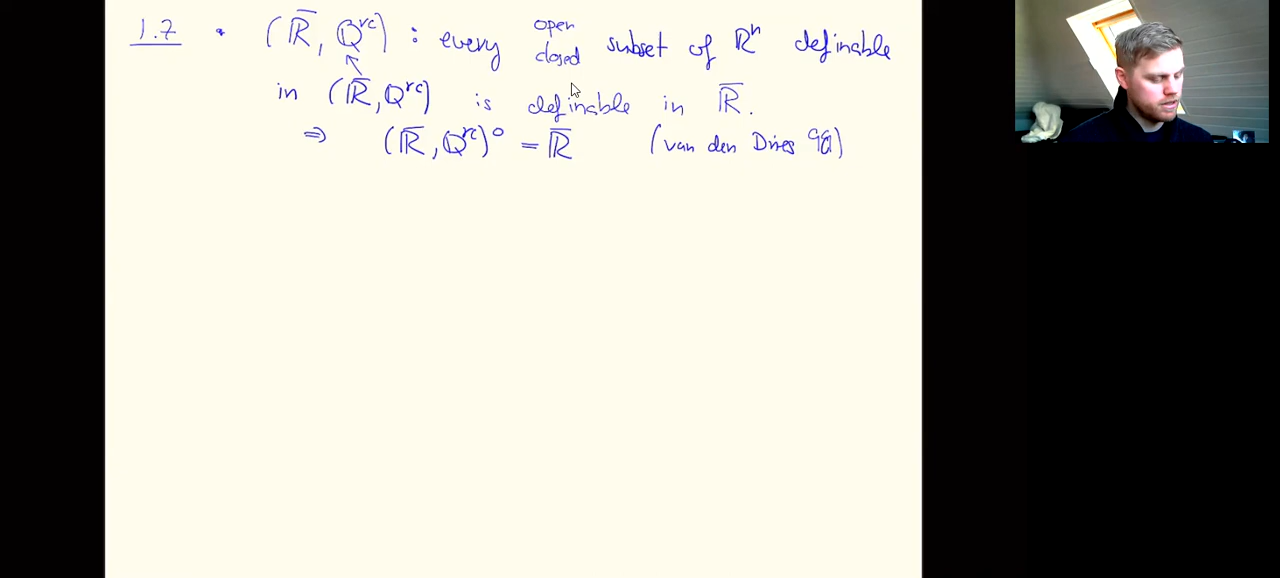 1.7 • (R̅, Q^rc) : every open closed subset of Rⁿ definable
in (R̅, Q^rc) is definable in R̅.
⇒ (R̅, Q^rc)° = R̅ (van den Dries 98)